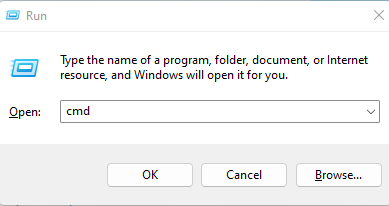 Run
Type the name of a program, folder, document, or Internet
resource, and Windows will open it for you.
Open: cmd
OK Cancel Browse...